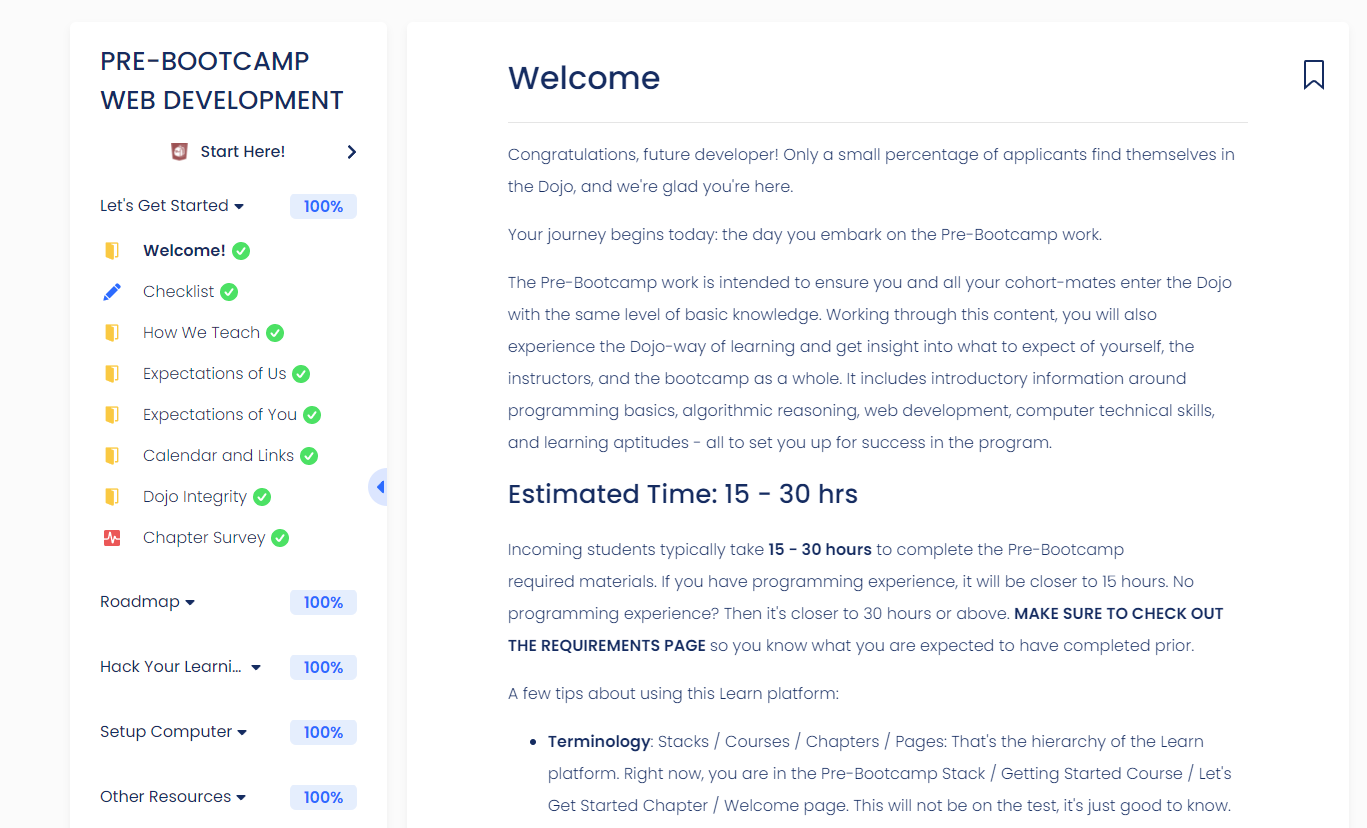 PRE-BOOTCAMP
WEB DEVELOPMENT
Start Here!
Let's Get Started 100%
Welcome!
Checklist
How We Teach
Expectations of Us
Expectations of You
Calendar and Links
Dojo Integrity
Chapter Survey
Roadmap 100%
Hack Your Learni... 100%
Setup Computer 100%
Other Resources 100%
Welcome
Congratulations, future developer! Only a small percentage of applicants find themselves in
the Dojo, and we're glad you're here.
Your journey begins today: the day you embark on the Pre-Bootcamp work.
The Pre-Bootcamp work is intended to ensure you and all your cohort-mates enter the Dojo
with the same level of basic knowledge. Working through this content, you will also
experience the Dojo-way of learning and get insight into what to expect of yourself, the
instructors, and the bootcamp as a whole. It includes introductory information around
programming basics, algorithmic reasoning, web development, computer technical skills,
and learning aptitudes - all to set you up for success in the program.
Estimated Time: 15 - 30 hrs
Incoming students typically take 15 - 30 hours to complete the Pre-Bootcamp
required materials. If you have programming experience, it will be closer to 15 hours. No
programming experience? Then it's closer to 30 hours or above. MAKE SURE TO CHECK OUT
THE REQUIREMENTS PAGE so you know what you are expected to have completed prior.
A few tips about using this Learn platform:
• Terminology: Stacks / Courses / Chapters / Pages: That's the hierarchy of the Learn
platform. Right now, you are in the Pre-Bootcamp Stack / Getting Started Course / Let's
Get Started Chapter / Welcome page. This will not be on the test, it's just good to know.